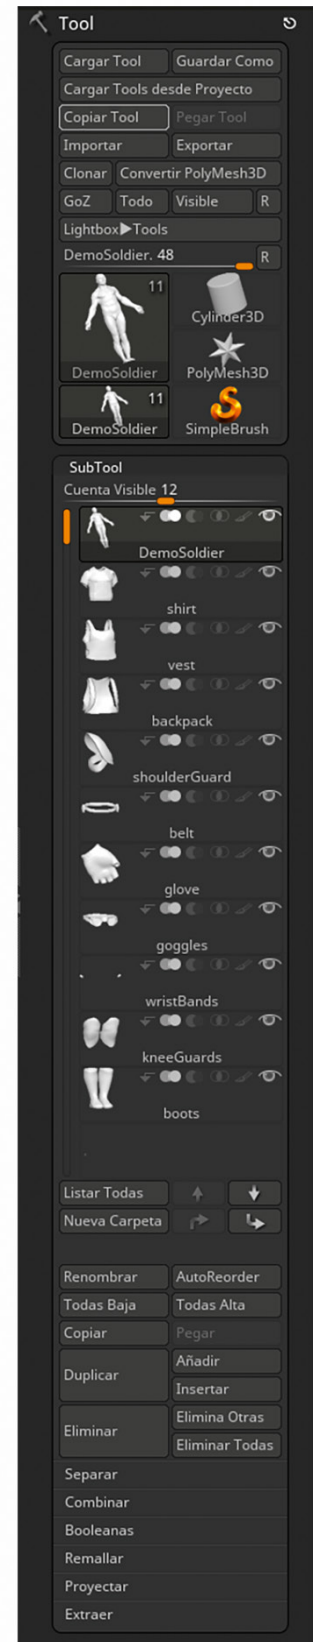 Tool
Cargar Tool Guardar Como
Cargar Tools desde Proyecto
Copiar Tool Pegar Tool
Importar Exportar
Clonar Convertir PolyMesh3D
GoZ Todo Visible R
Lightbox▶Tools
DemoSoldier. 48 R
11
DemoSoldier
Cylinder3D
PolyMesh3D
11
DemoSoldier
SimpleBrush
SubTool
Cuenta Visible 12
DemoSoldier
shirt
vest
backpack
shoulderGuard
belt
glove
goggles
wristBands
kneeGuards
boots
Listar Todas
Nueva Carpeta
Renombrar AutoReorder
Todas Baja Todas Alta
Copiar Pegar
Duplicar
Añadir
Insertar
Eliminar
Elimina Otras
Eliminar Todas
Separar
Combinar
Booleanas
Remallar
Proyectar
Extraer